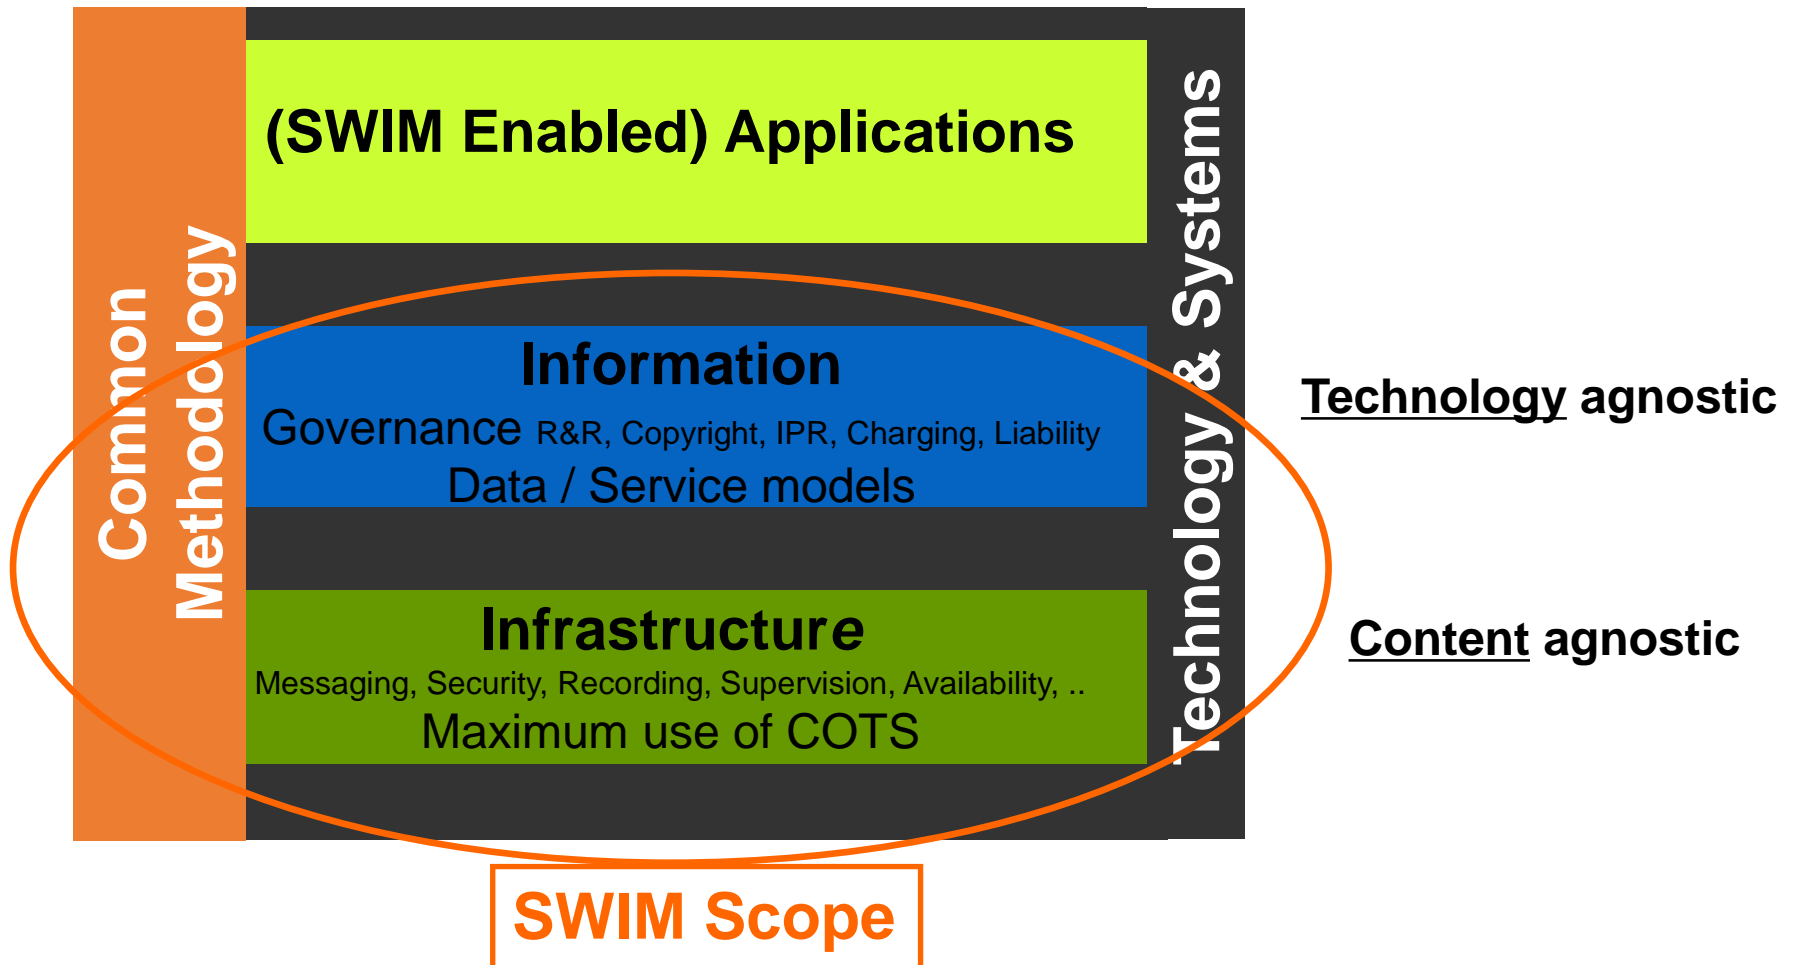 (SWIM Enabled) Applications
Common
Methodology
Technology & Systems
Information
Governance R&R, Copyright, IPR, Charging, Liability
Data / Service models
Technology agnostic
Infrastructure
Messaging, Security, Recording, Supervision, Availability, ..
Maximum use of COTS
Content agnostic
SWIM Scope